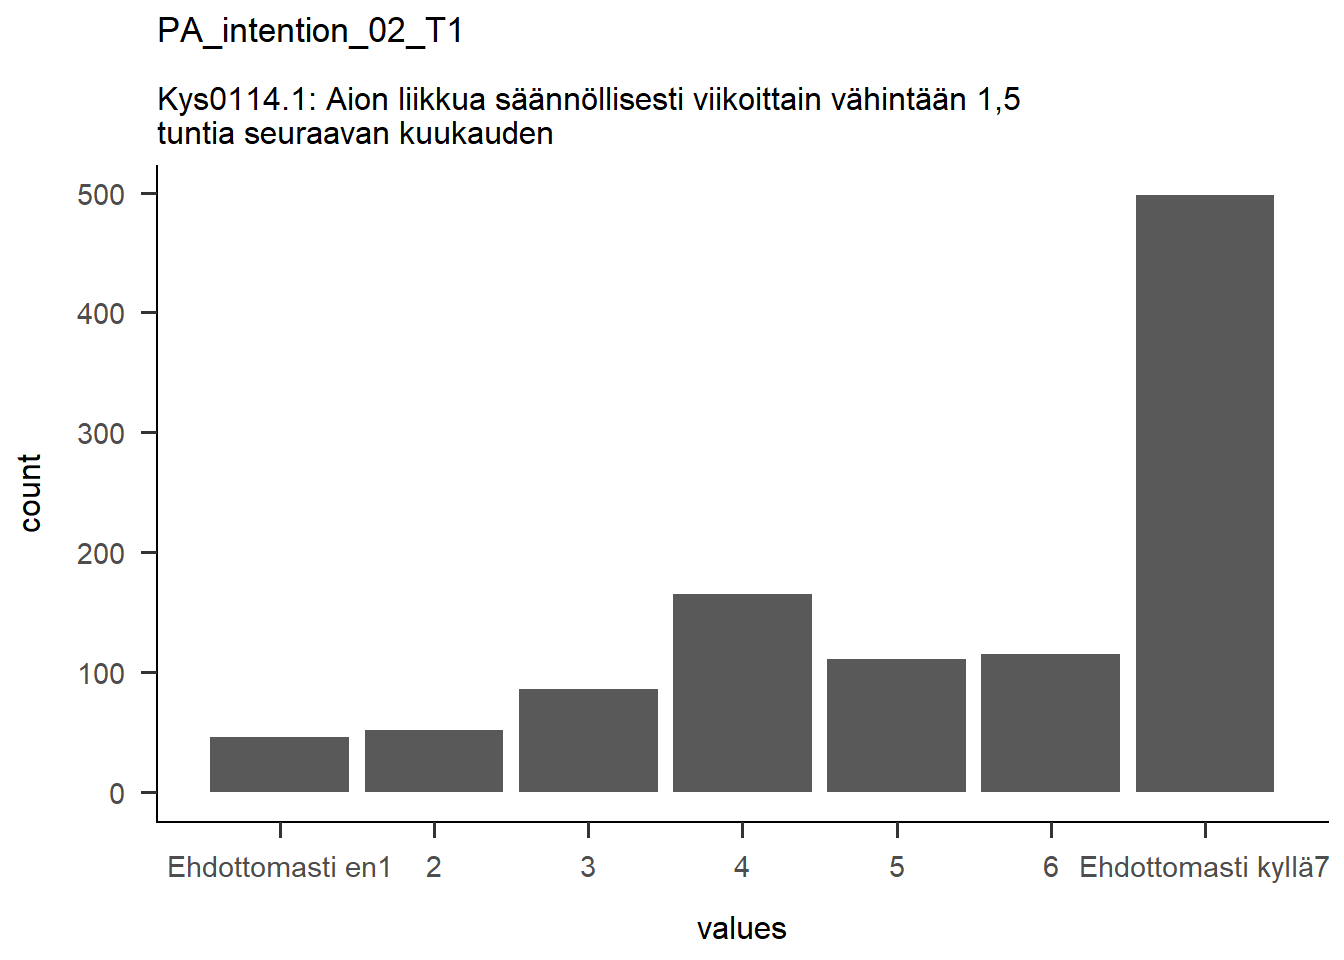 PA_intention_02_T1
Kys0114.1: Aion liikkua säännöllisesti viikoittain vähintään 1,5
tuntia seuraavan kuukauden
500
400
300
200
100
0
count
Ehdottomasti en1 2 3 4 5 6 Ehdottomasti kyllä7
values